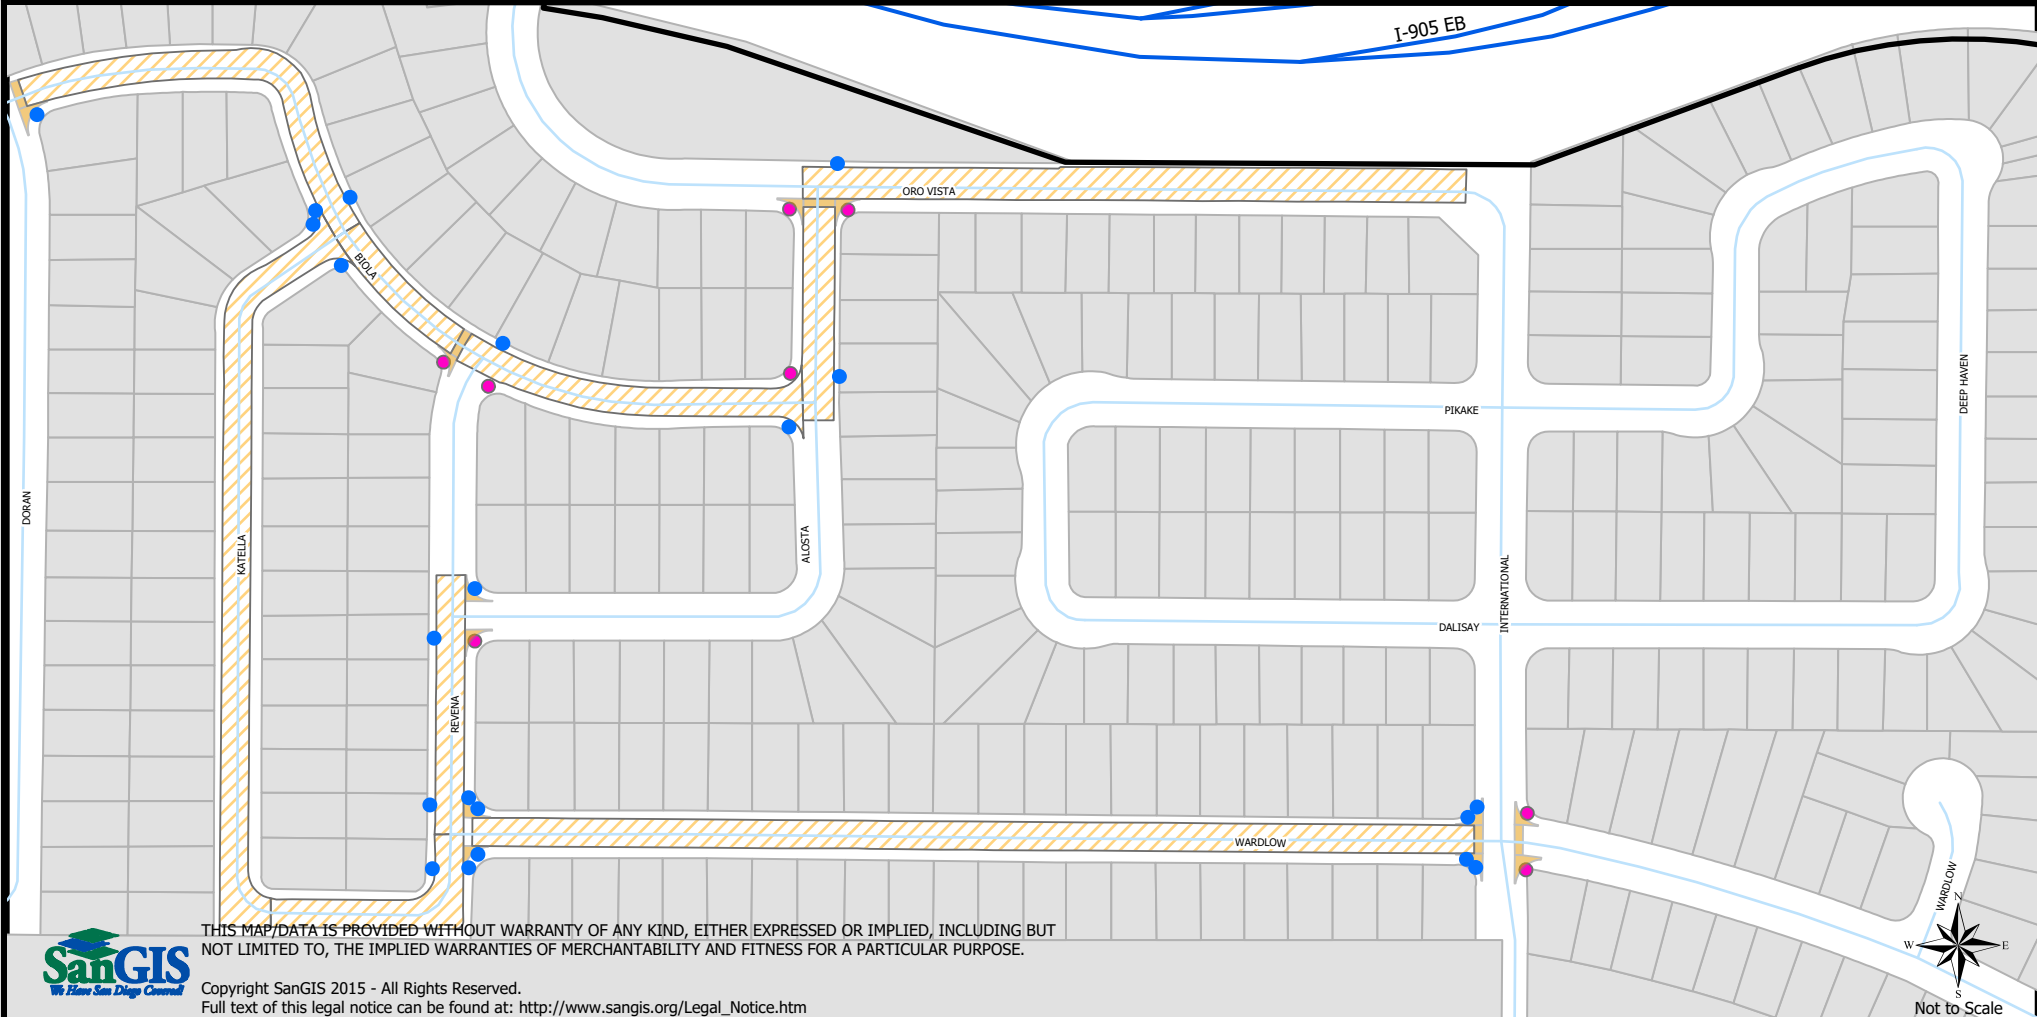 I-905 EB
ORO VISTA
BIOLA
DEEP HAVEN
PIKAKE
DORAN
KATELLA
ALOSTA
INTERNATIONAL
DALISAY
REVENA
WARDLOW
WARDLOW
N
W E
S
Not to Scale
SanGIS
We Have San Diego Covered!
THIS MAP/DATA IS PROVIDED WITHOUT WARRANTY OF ANY KIND, EITHER EXPRESSED OR IMPLIED, INCLUDING BUT
NOT LIMITED TO, THE IMPLIED WARRANTIES OF MERCHANTABILITY AND FITNESS FOR A PARTICULAR PURPOSE.
Copyright SanGIS 2015 - All Rights Reserved.
Full text of this legal notice can be found at: http://www.sangis.org/Legal_Notice.htm